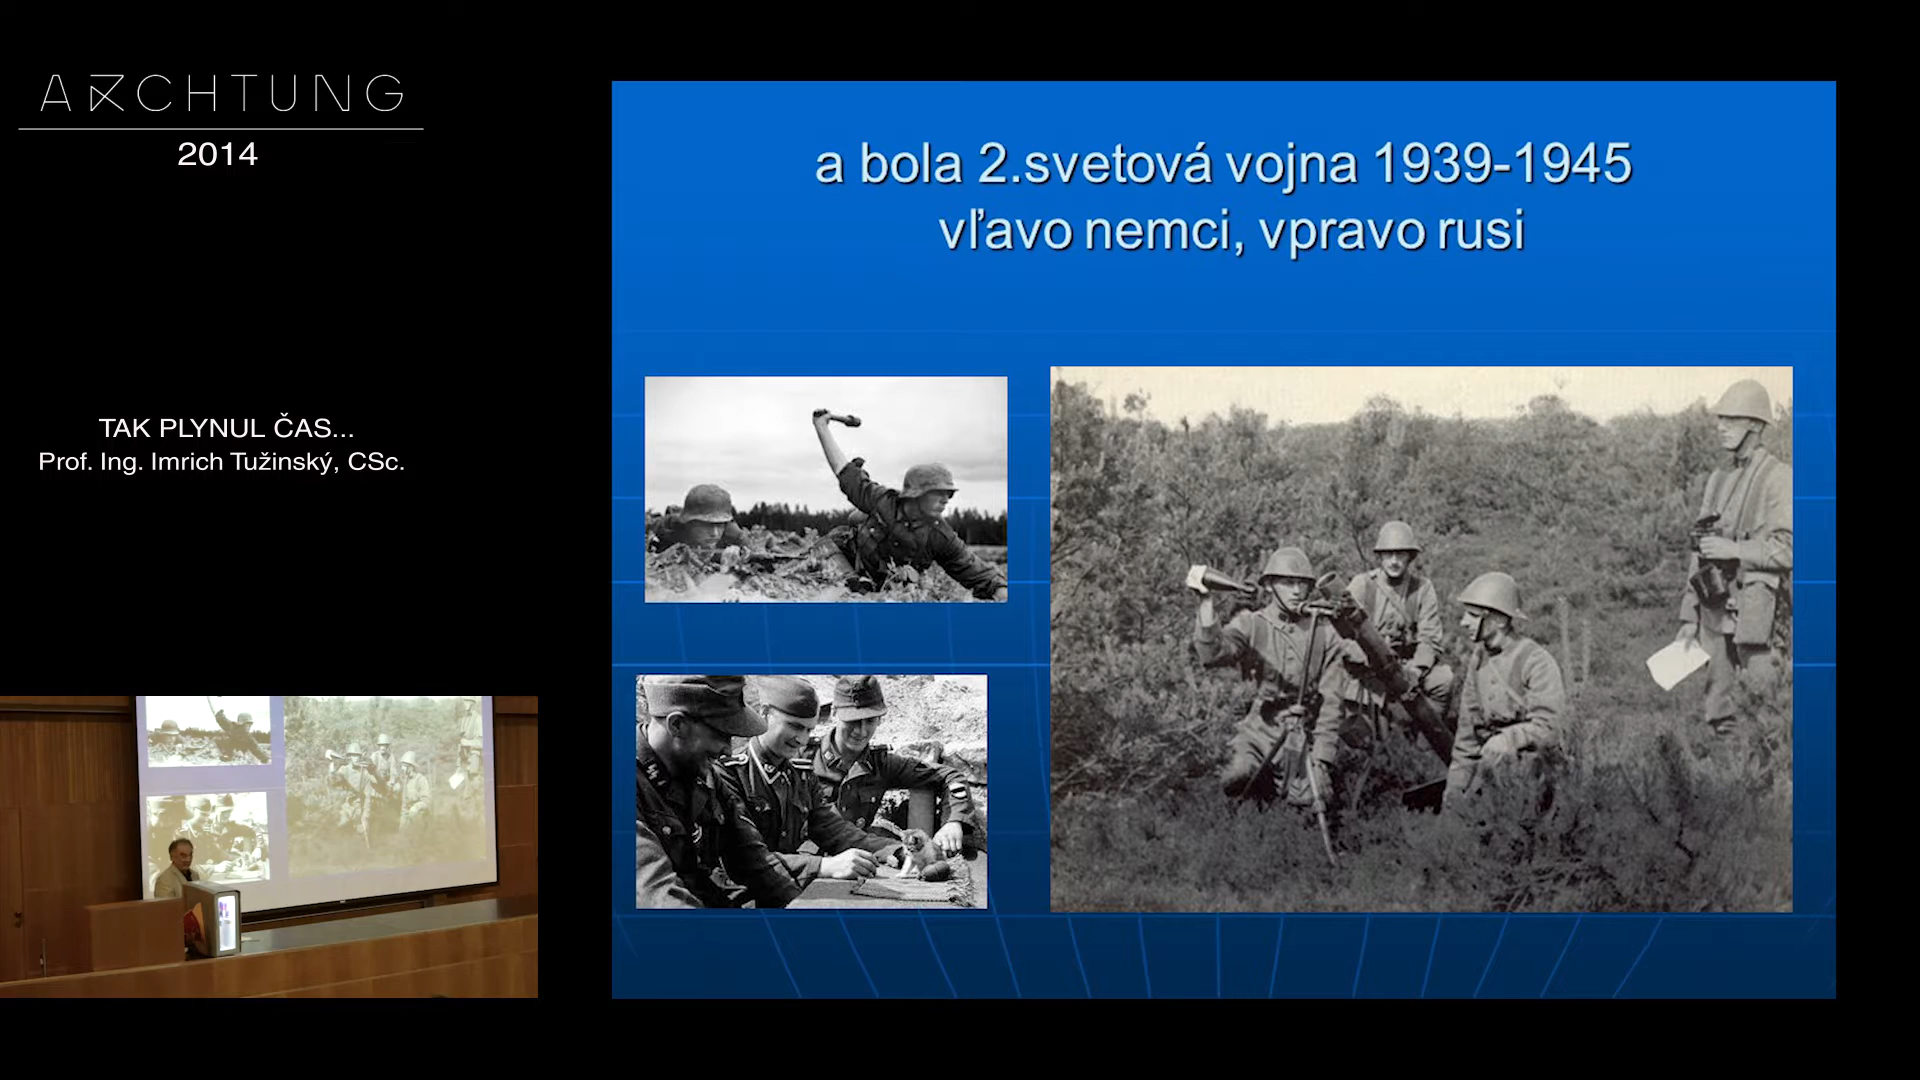 ARCHTUNG
2014
TAK PLYNUL ČAS...
Prof. Ing. Imrich Tužinský, CSc.
a bola 2.svetová vojna 1939-1945
vľavo nemci, vpravo rusi